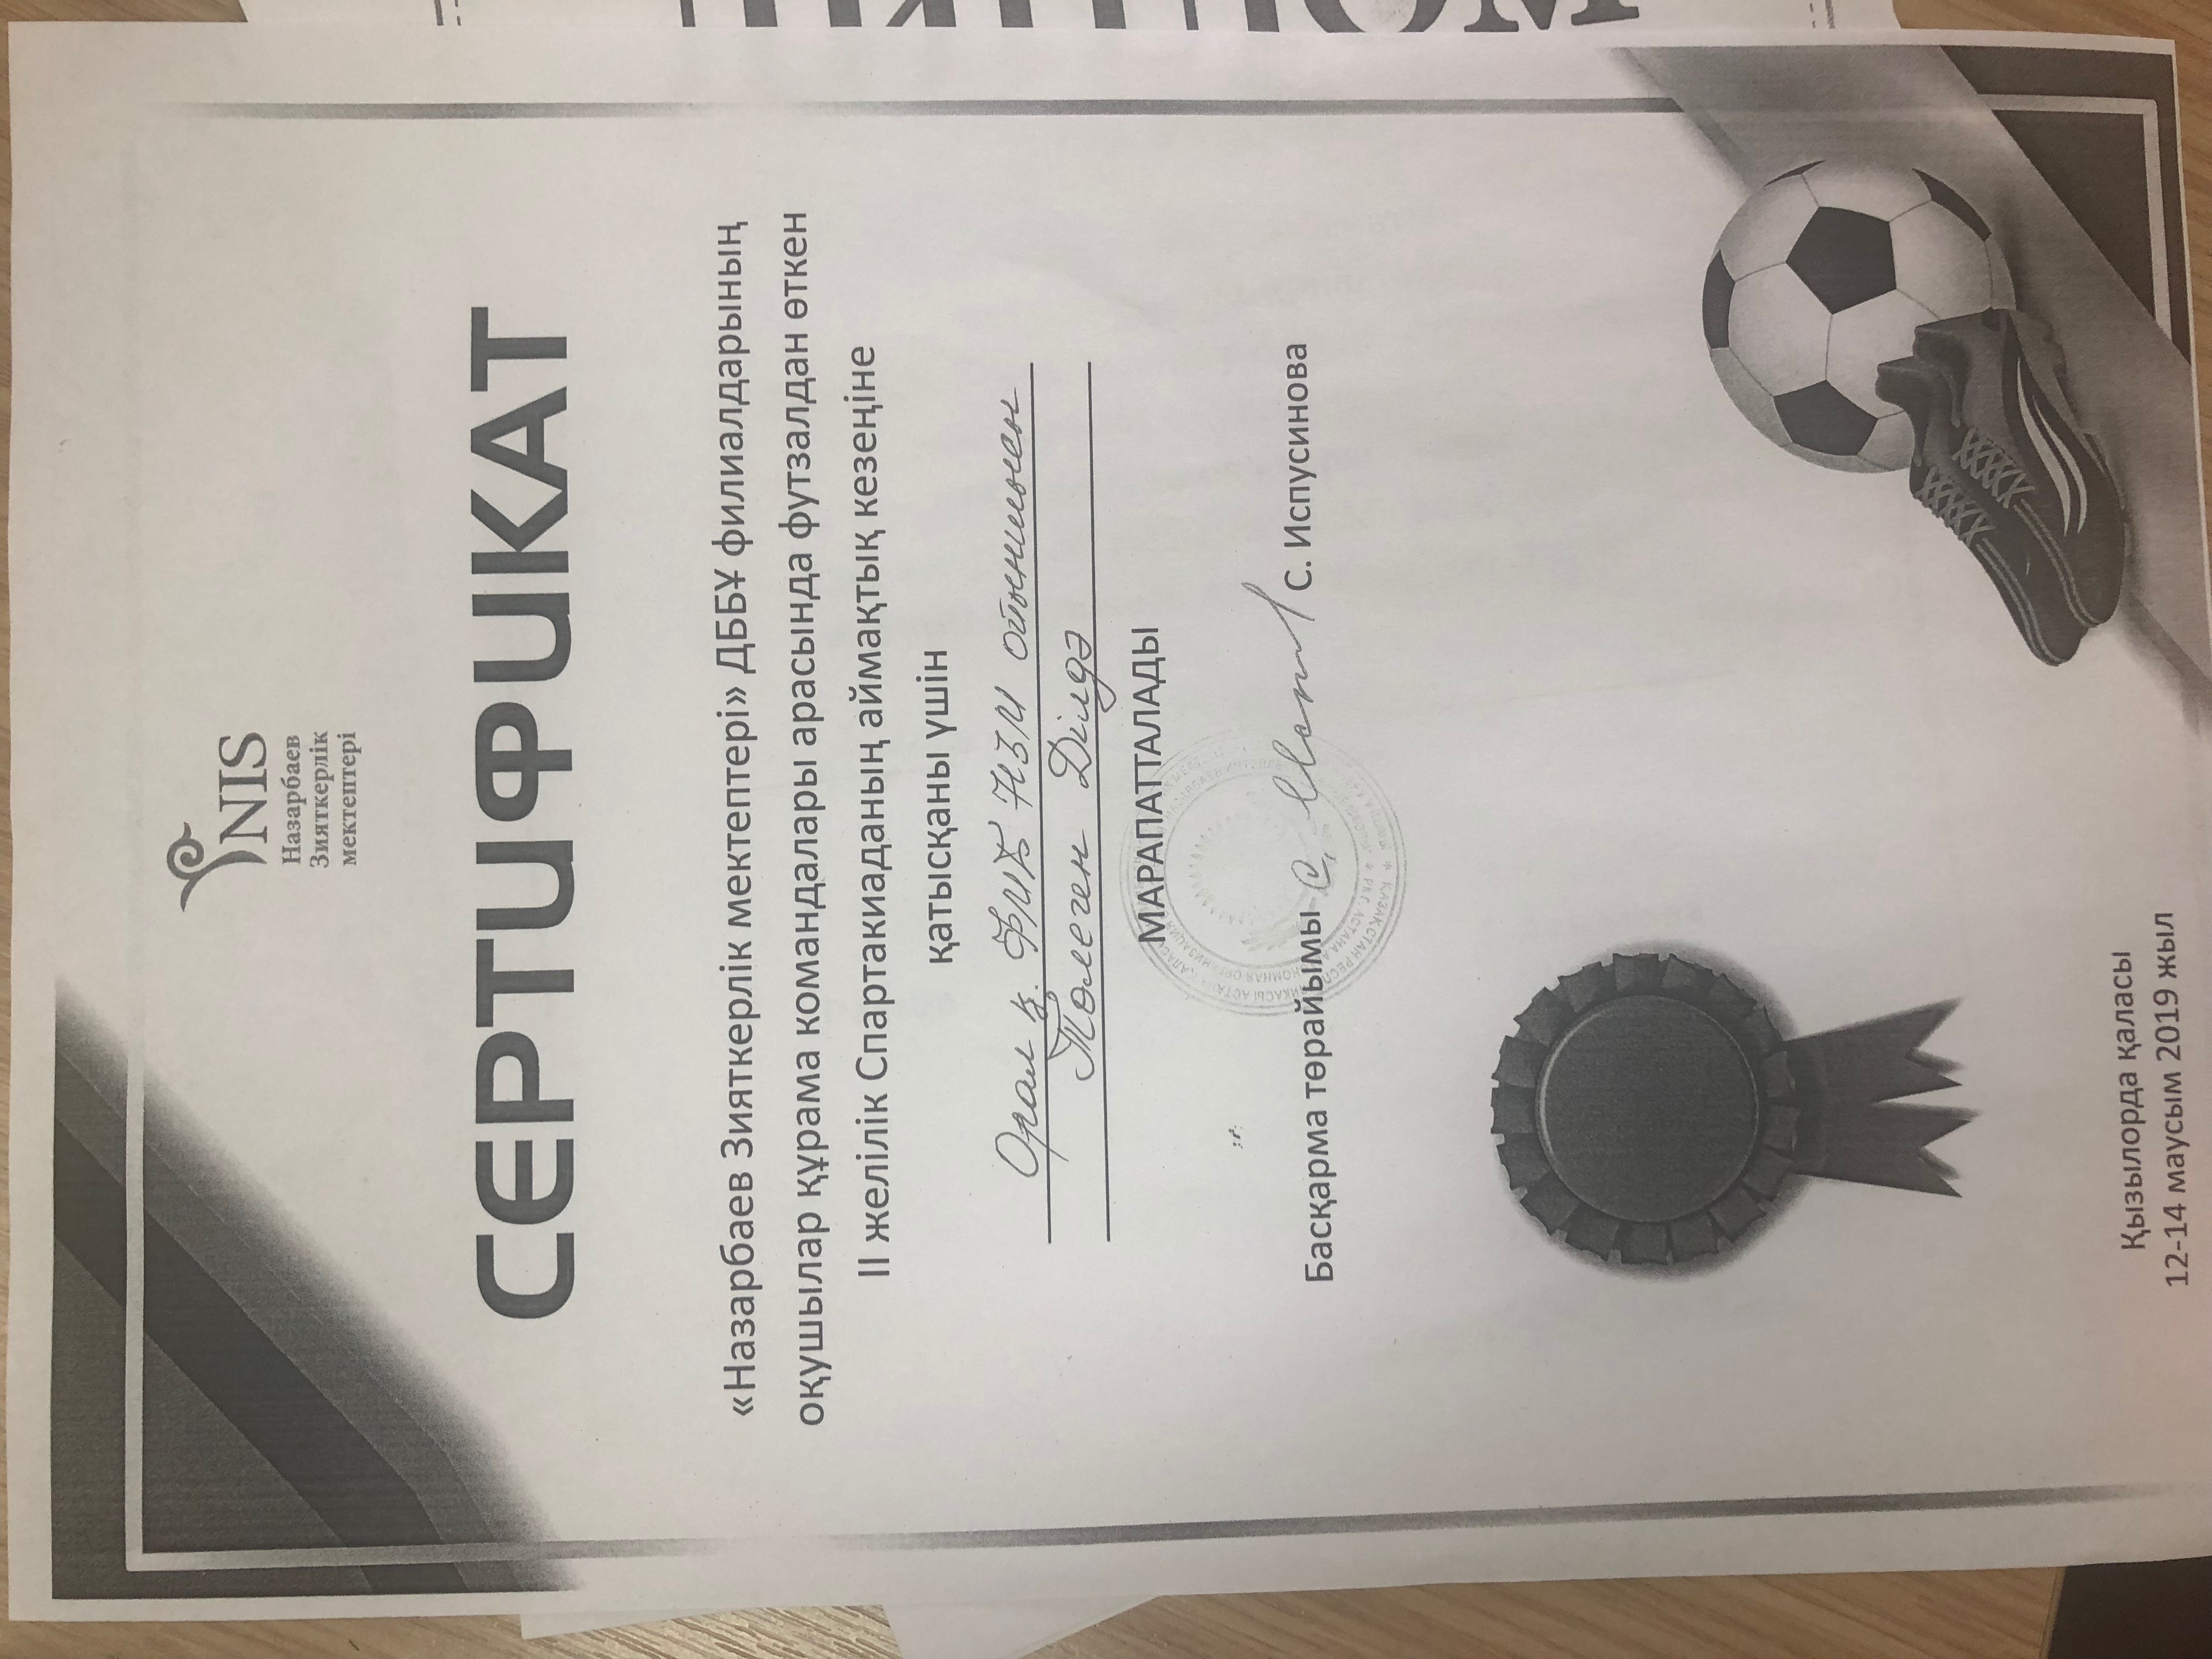 NIS
Назарбаев
Зияткерлік
мектептері
СЕРТИФИКАТ
«Назарбаев Зияткерлік мектептері» ДББҰ филиалдарының
оқушылар құрама командалары арасында футзалдан өткен
II желілік Спартакиаданың аймақтық кезеңіне
қатысқаны үшін
Орал қ. ФМБ НЗМ ойыншысы
Төлеген Ділдә
МАРАПАТТАЛАДЫ
Басқарма төрайымы С. Испусинова
Қызылорда қаласы
12-14 маусым 2019 жыл